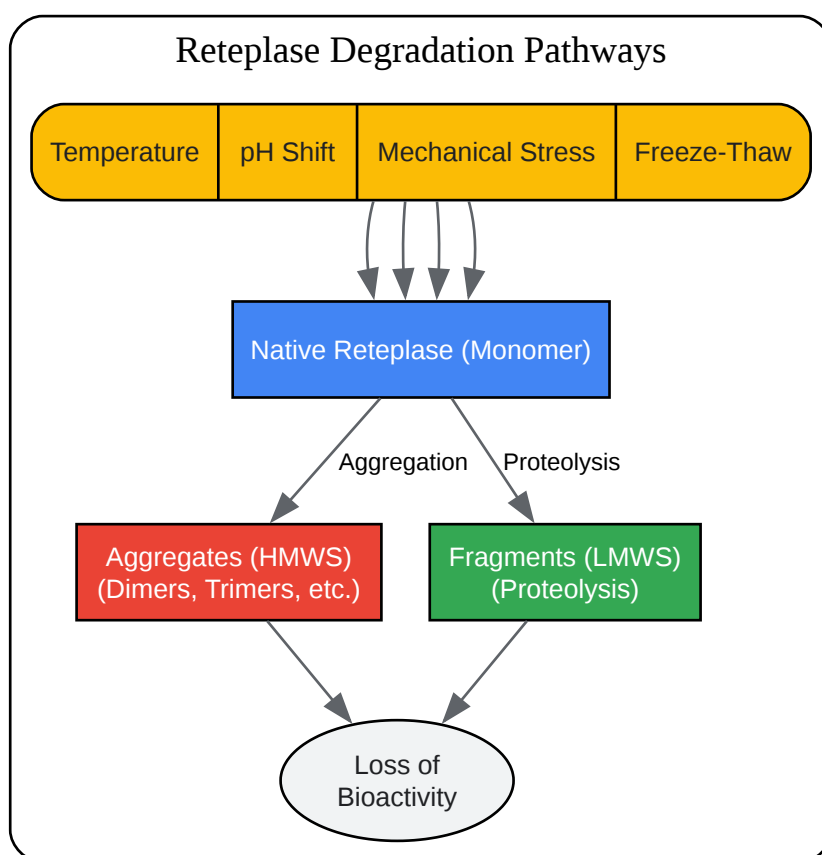 Reteplase Degradation Pathways
Temperature
pH Shift
Mechanical Stress
Freeze-Thaw
Native Reteplase (Monomer)
Aggregation
Proteolysis
Aggregates (HMWS)
(Dimers, Trimers, etc.)
Fragments (LMWS)
(Proteolysis)
Loss of
Bioactivity